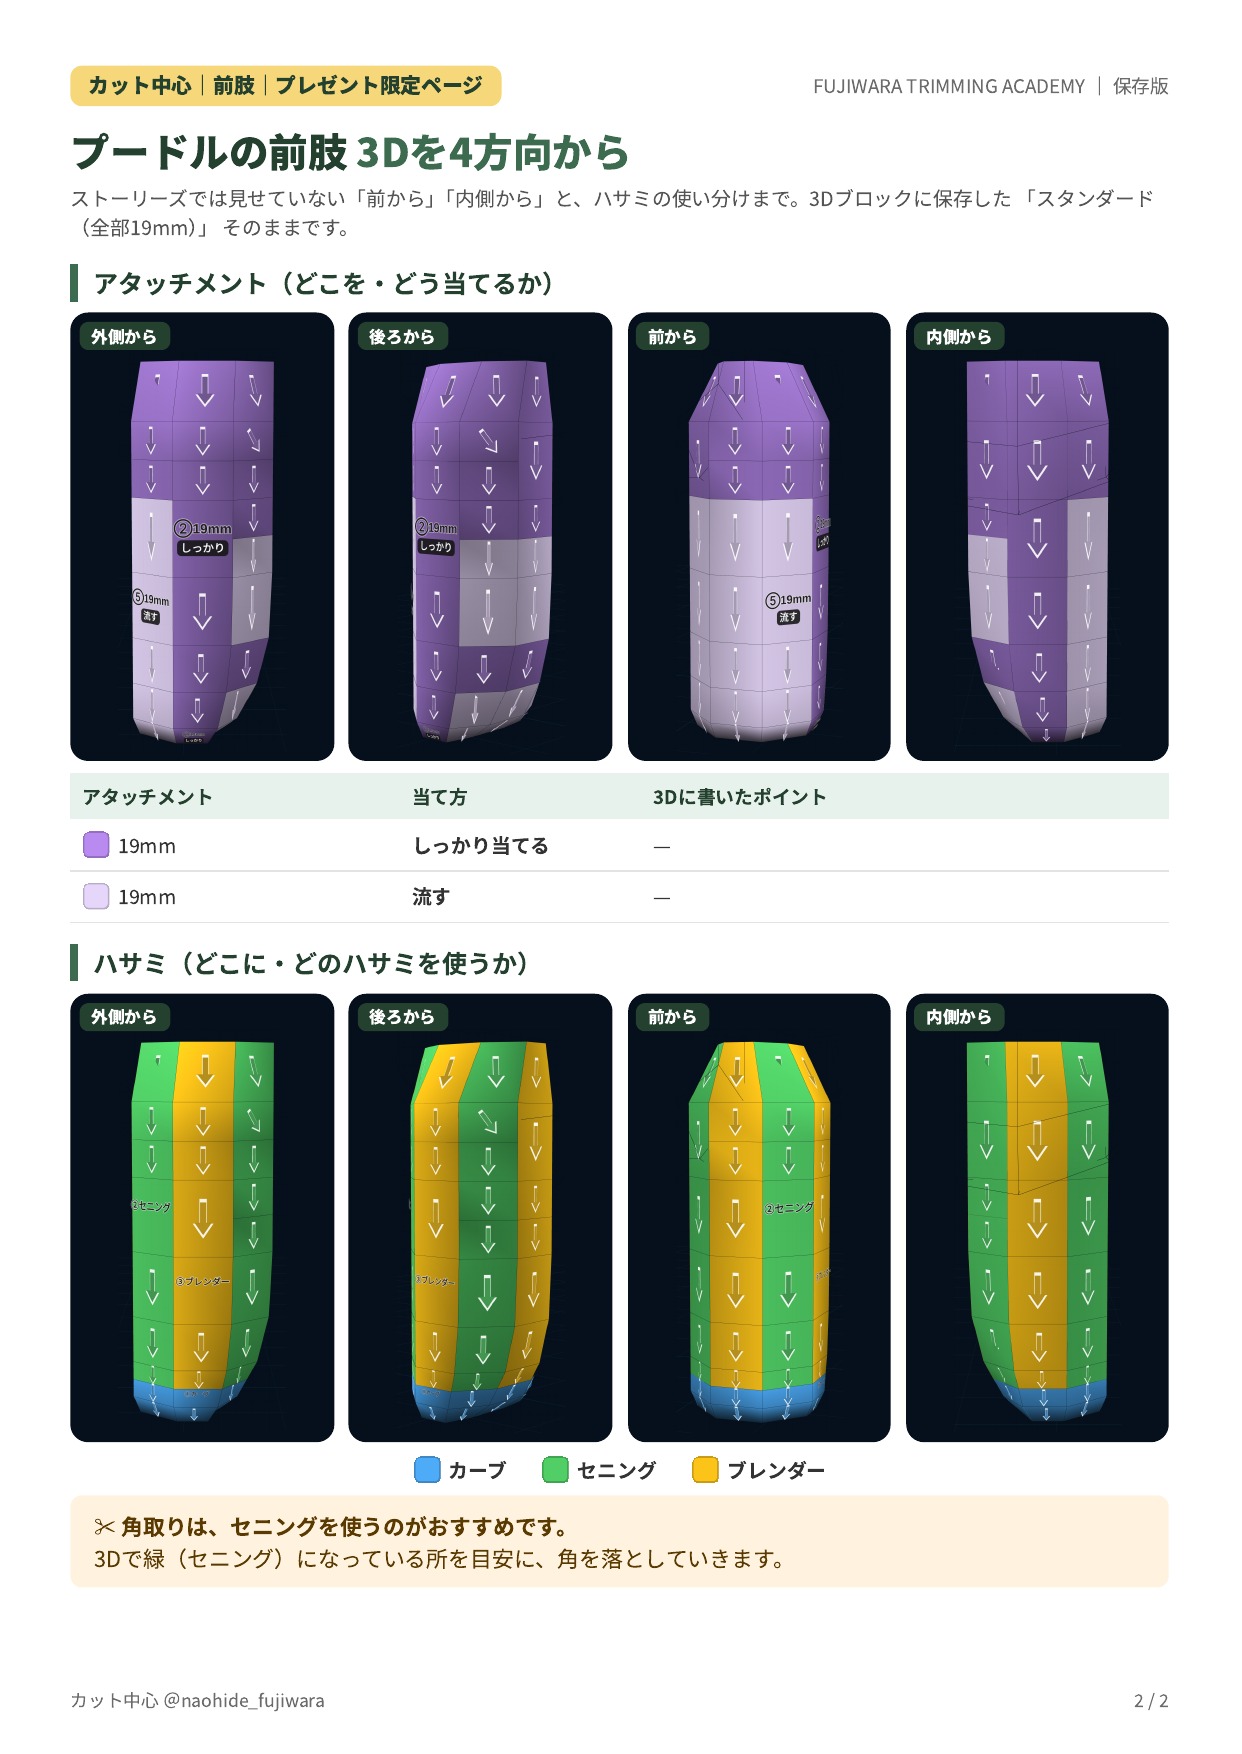 カット中心｜前肢｜プレゼント限定ページ
FUJIWARA TRIMMING ACADEMY ｜ 保存版
プードルの前肢 3Dを4方向から
ストーリーズでは見せていない「前から」「内側から」と、ハサミの使い分けまで。3Dブロックに保存した 「スタンダード
（全部19mm）」 そのままです。
アタッチメント（どこを・どう当てるか）
外側から
後ろから
前から
内側から
②19mm
しっかり
⑤19mm
流す
②19mm
しっかり
⑤19mm
流す
アタッチメント 当て方 3Dに書いたポイント
19mm しっかり当てる —
19mm 流す —
ハサミ（どこに・どのハサミを使うか）
外側から
後ろから
前から
内側から
②セニング
③ブレンダー
③ブレンダー
②セニング
カーブ セニング ブレンダー
✂ 角取りは、セニングを使うのがおすすめです。
3Dで緑（セニング）になっている所を目安に、角を落としていきます。
カット中心 @naohide_fujiwara
2 / 2